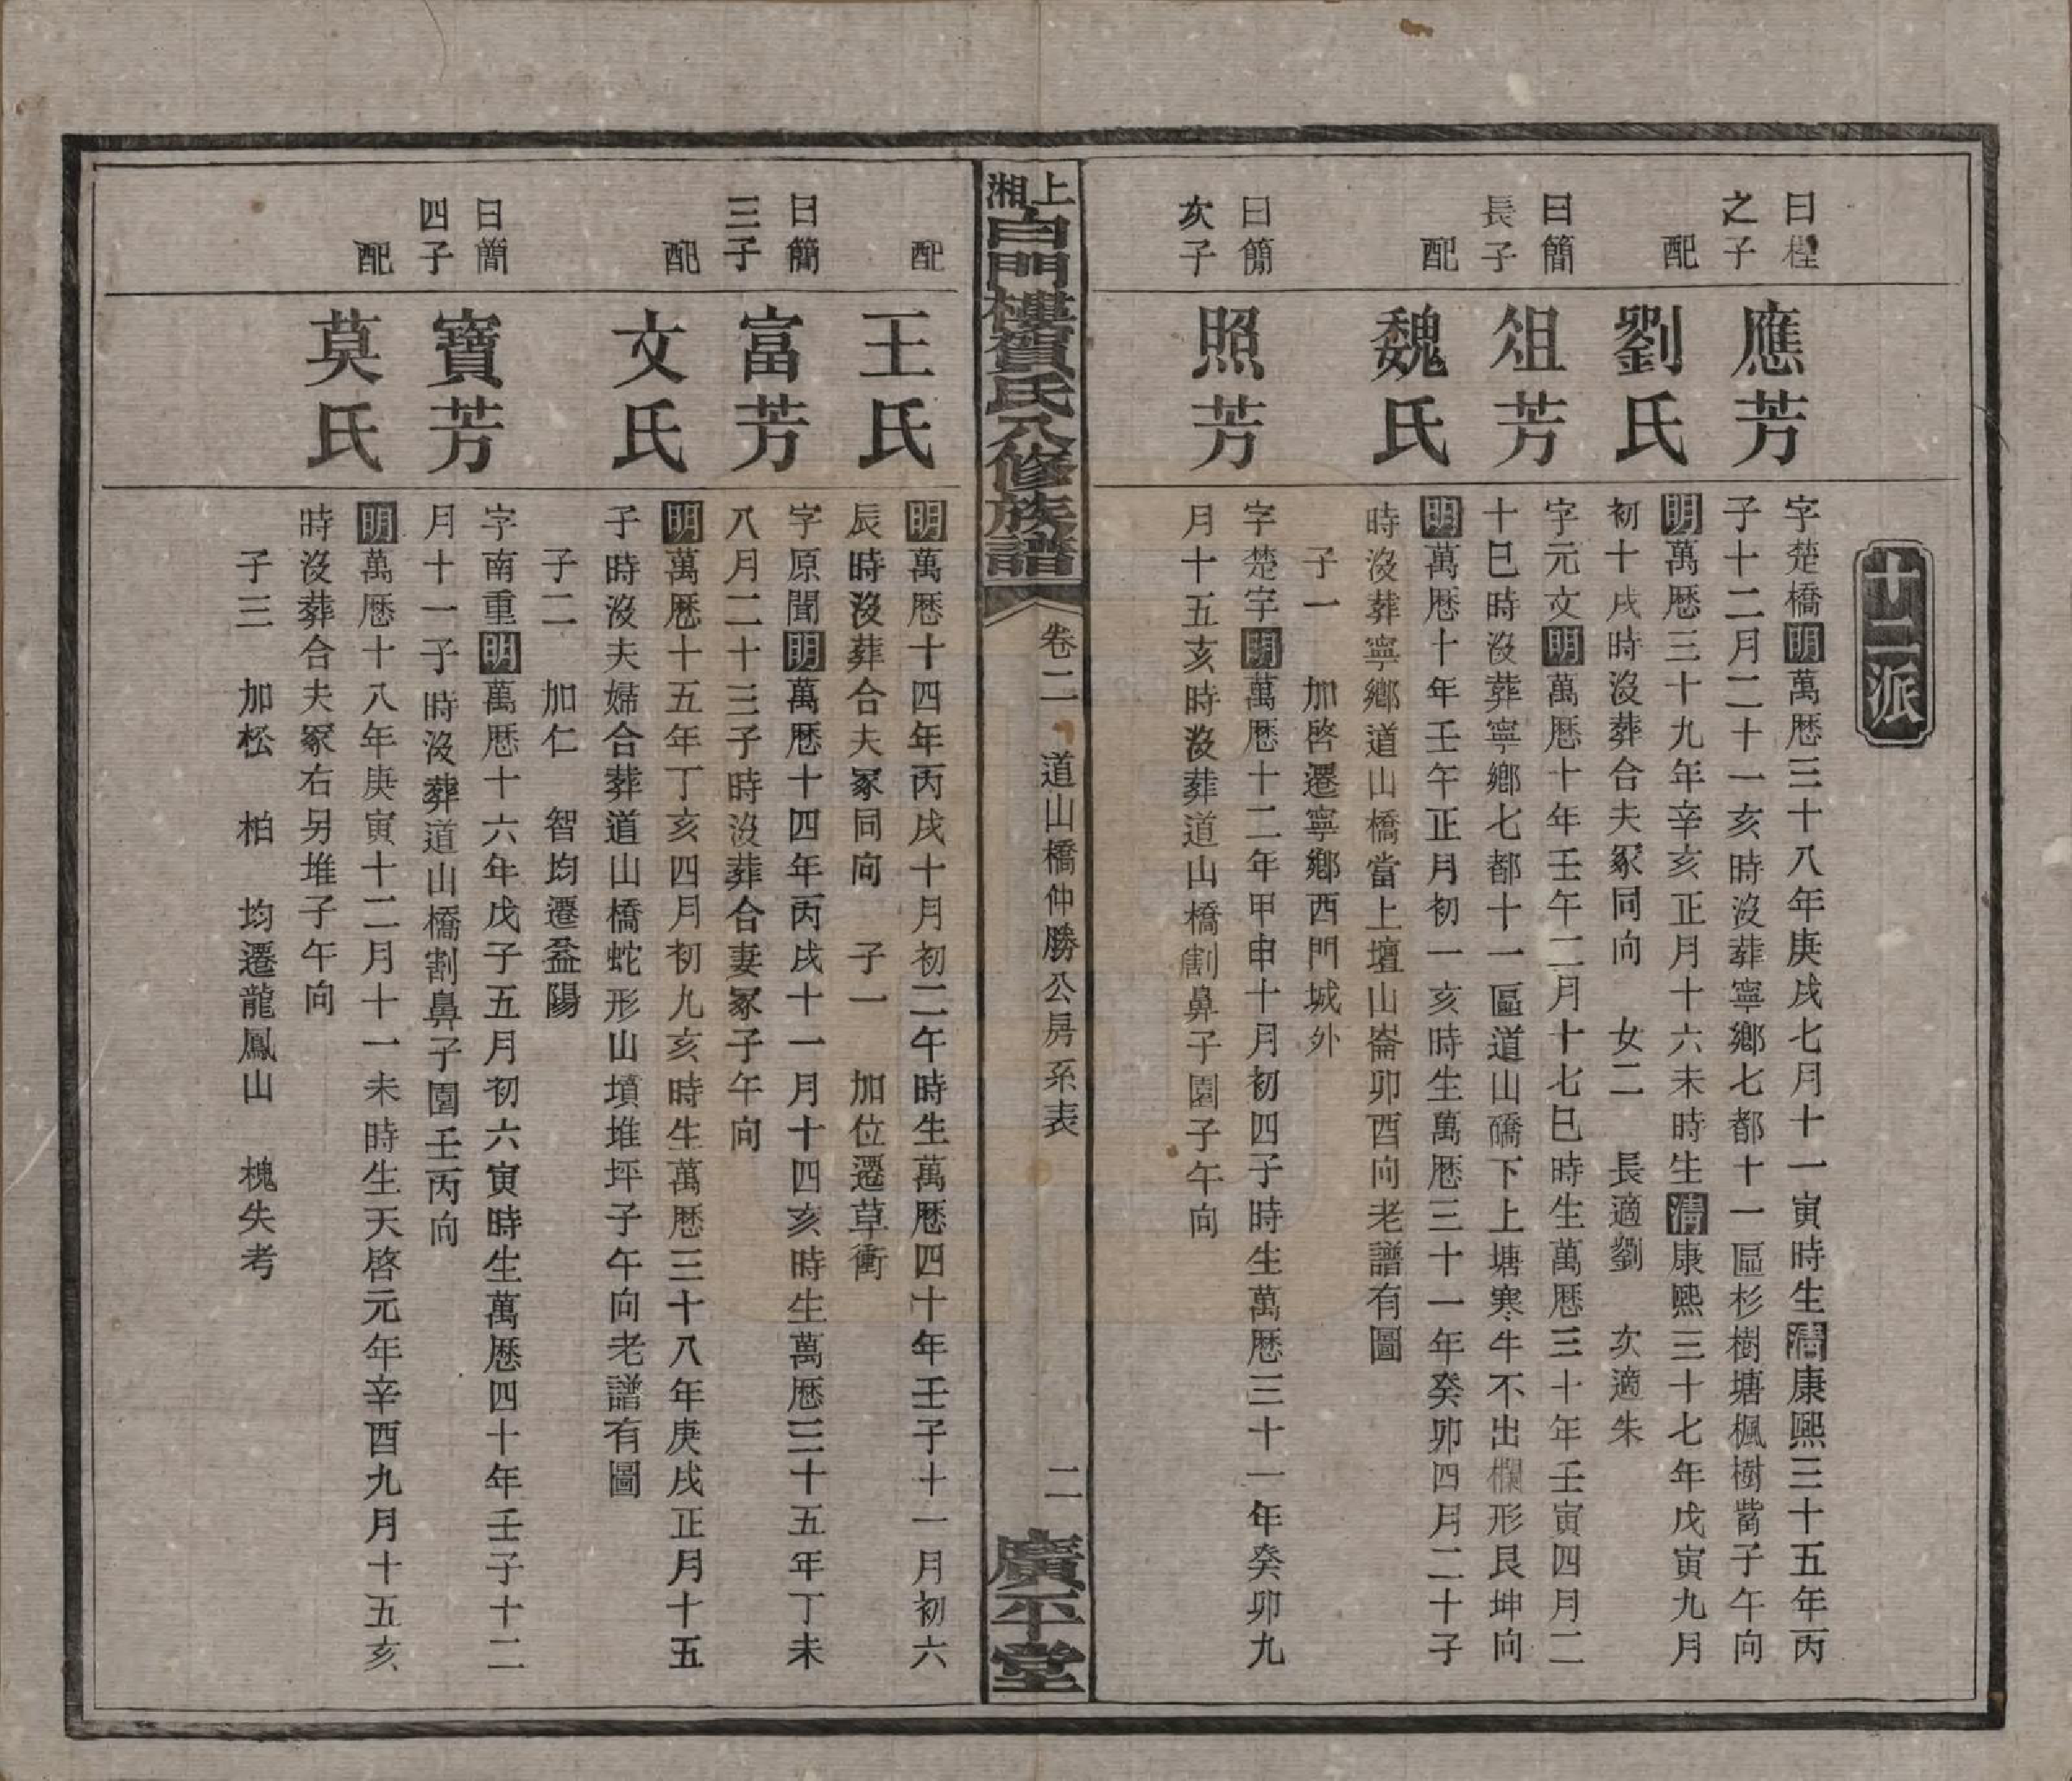 十二派
曰桯之子
應芳
字楚橋明萬曆三十八年庚戌七月十一寅時生清康熙三十五年丙
子十二月二十一亥時沒葬寧鄉七都十一區杉樹塘楓樹觜子午向
配
劉氏
明萬曆三十九年辛亥正月十六未時生清康熙三十七年戊寅九月
初十戌時沒葬合夫冢同向 女二 長適劉 次適朱
曰簡長子
俎芳
字元文明萬曆十年壬午二月十七巳時生萬曆三十年壬寅四月二
十巳時沒葬寧鄉七都十一區道山礄下上塘寒牛不出欄形艮坤向
配
魏氏
明萬曆十年壬午正月初一亥時生萬曆三十一年癸卯四月二十子
時沒葬寧鄉道山橋當上壇山崙卯酉向老譜有圖
子一 加啓遷寧鄉西門城外
曰簡次子
照芳
字楚宇明萬曆十二年甲申十月初四子時生萬曆三十一年癸卯九
月十五亥時沒葬道山橋割鼻子園子午向
上湘白門樓賀氏八修族譜
卷二 道山橋仲勝公房系表
二
廣平堂
配
王氏
明萬曆十四年丙戌十月初二午時生萬曆四十年壬子十一月初六
辰時沒葬合夫冢同向 子一 加位遷草衝
曰簡三子
富芳
字原聞明萬曆十四年丙戌十一月十四亥時生萬曆三十五年丁未
八月二十三子時沒葬合妻冢子午向
配
文氏
明萬曆十五年丁亥四月初九亥時生萬曆三十八年庚戌正月十五
子時沒夫婦合葬道山橋蛇形山墳堆坪子午向老譜有圖
子二 加仁 智均遷益陽
曰簡四子
寶芳
字南重明萬曆十六年戊子五月初六寅時生萬曆四十年壬子十二
月十一子時沒葬道山橋割鼻子園壬丙向
配
莫氏
明萬曆十八年庚寅十二月十一未時生天啓元年辛酉九月十五亥
時沒葬合夫冢右另堆子午向
子三 加松 柏 均遷龍鳳山 槐失考